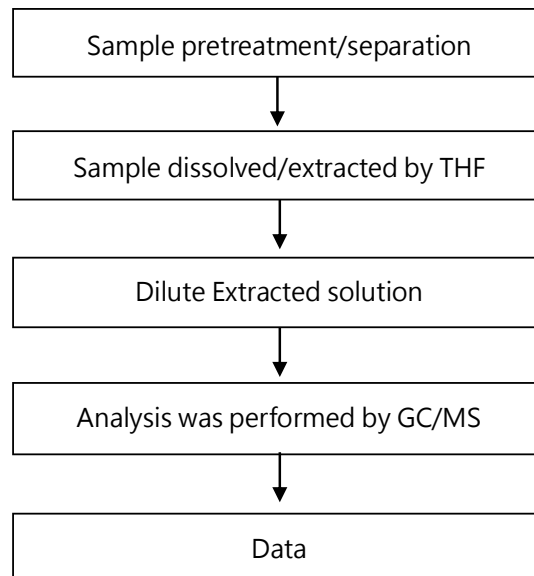 Sample pretreatment/separation
Sample dissolved/extracted by THF
Dilute Extracted solution
Analysis was performed by GC/MS
Data